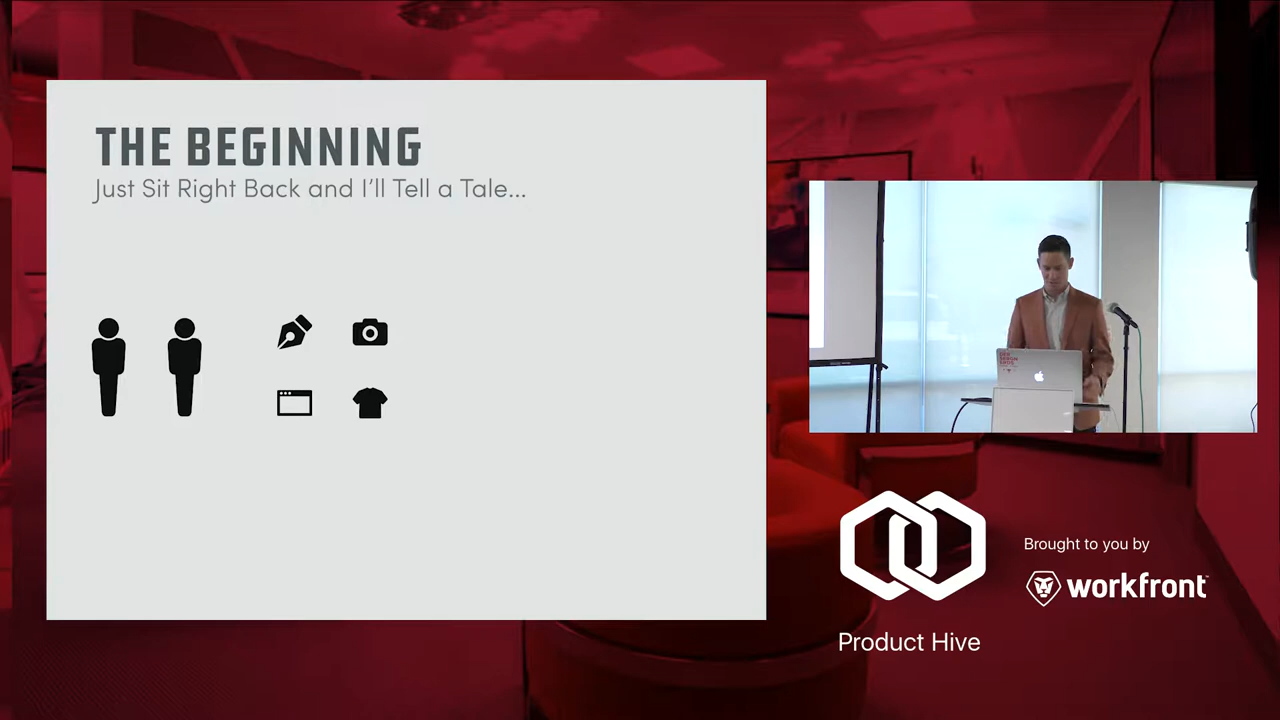 THE BEGINNING
Just Sit Right Back and I'll Tell a Tale...
Brought to you by
workfront
Product Hive